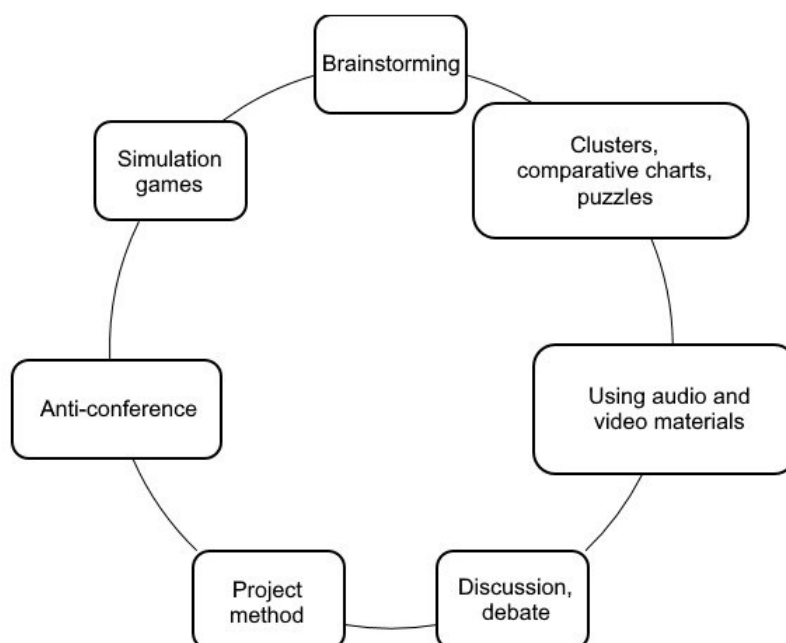 Brainstorming
Clusters,
comparative charts,
puzzles
Using audio and
video materials
Discussion,
debate
Project
method
Anti-conference
Simulation
games